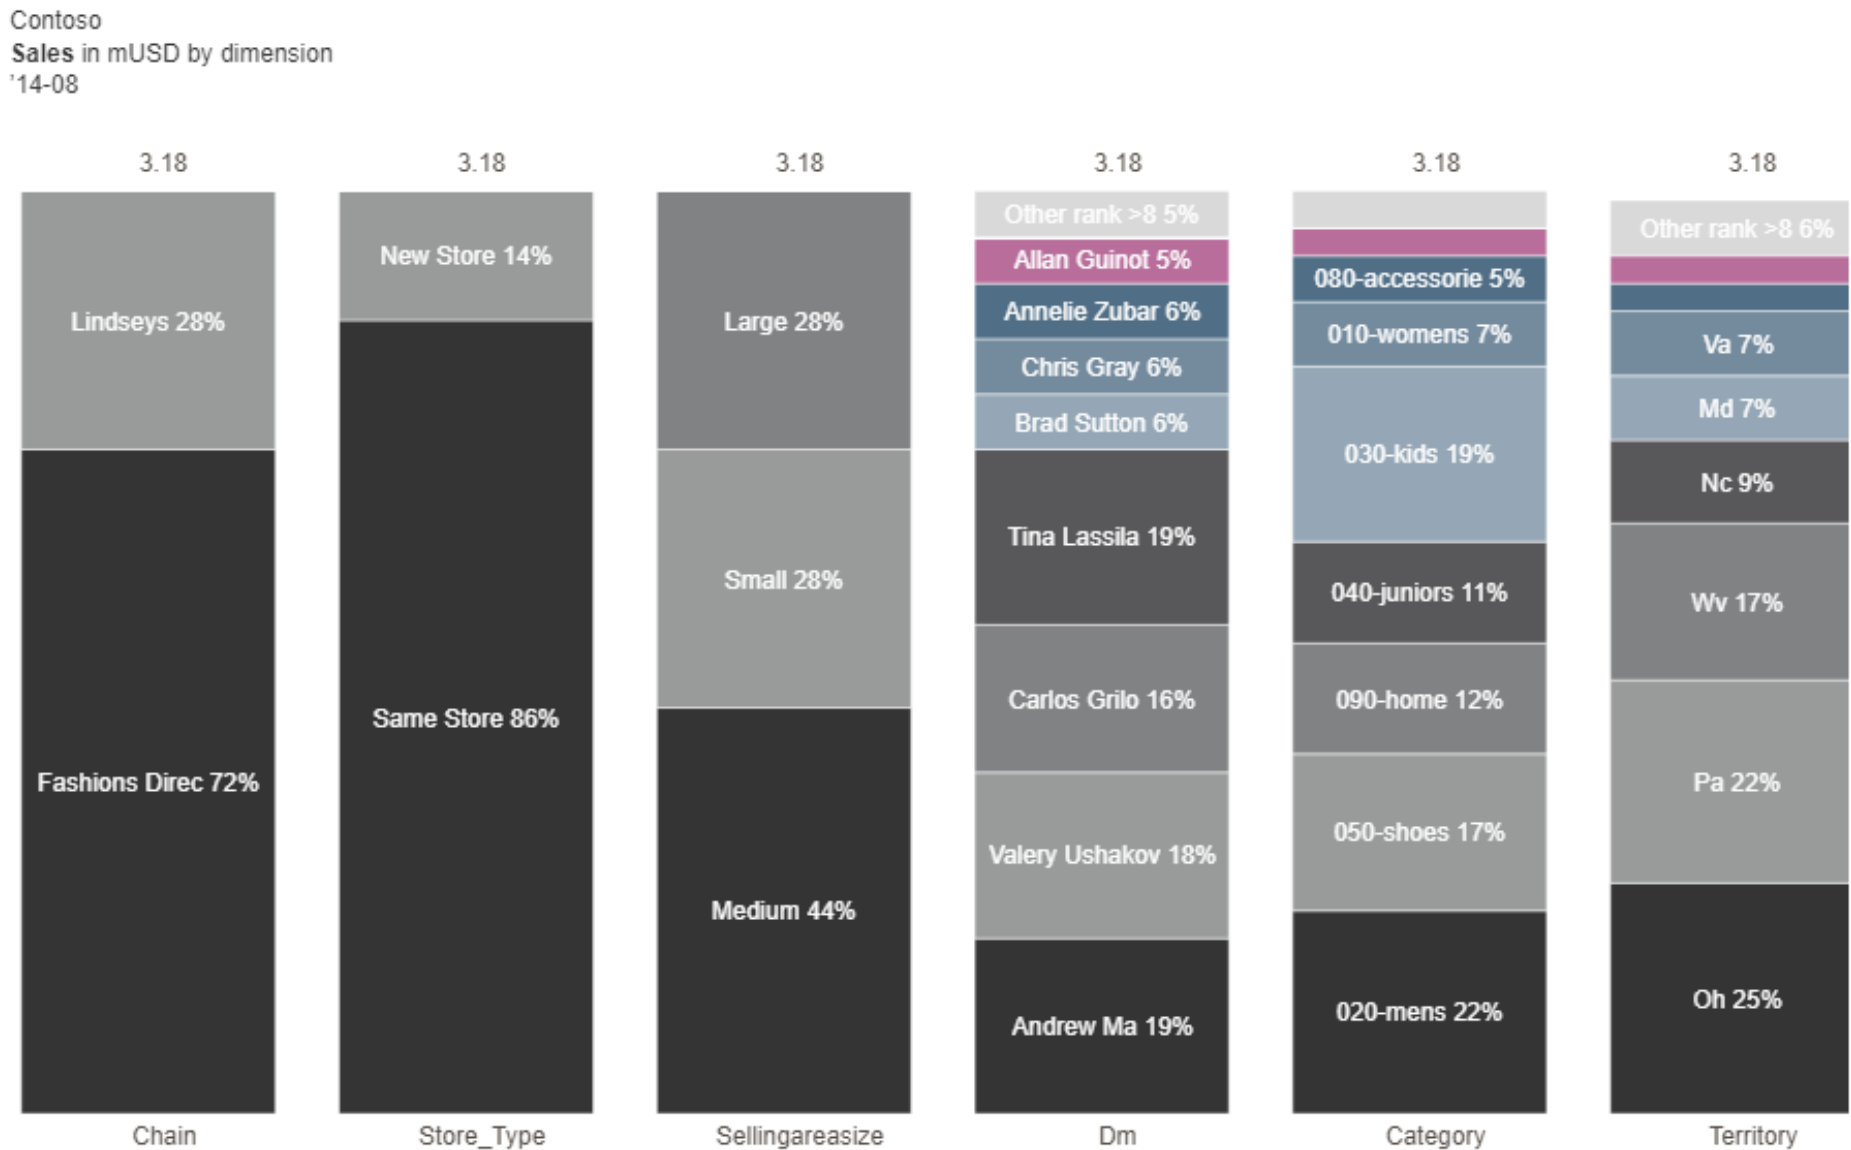 Contoso
Sales in mUSD by dimension
'14-08
3.18 3.18 3.18 3.18 3.18 3.18
Lindseys 28%
Fashions Direc 72%
Chain
New Store 14%
Same Store 86%
Store_Type
Large 28%
Small 28%
Medium 44%
Sellingareasize
Other rank >8 5%
Allan Guinot 5%
Annelie Zubar 6%
Chris Gray 6%
Brad Sutton 6%
Tina Lassila 19%
Carlos Grilo 16%
Valery Ushakov 18%
Andrew Ma 19%
Dm
080-accessorie 5%
010-womens 7%
030-kids 19%
040-juniors 11%
090-home 12%
050-shoes 17%
020-mens 22%
Category
Other rank >8 6%
Va 7%
Md 7%
Nc 9%
Wv 17%
Pa 22%
Oh 25%
Territory